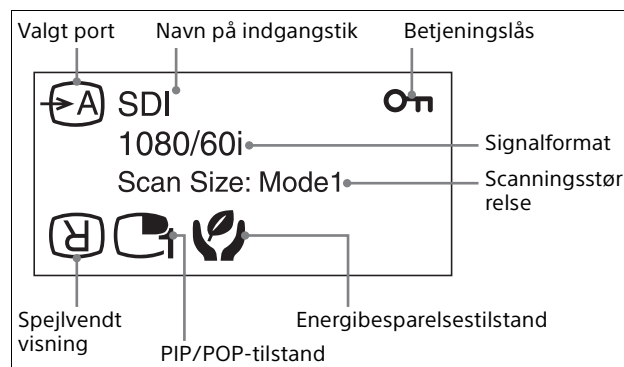 Valgt port Navn på indgangstik Betjeningslås
A SDI
1080/60i
Signalformat
Scan Size: Mode1
Scanningsstør
relse
R
Spejlvendt
visning
Energibesparelsestilstand
PIP/POP-tilstand